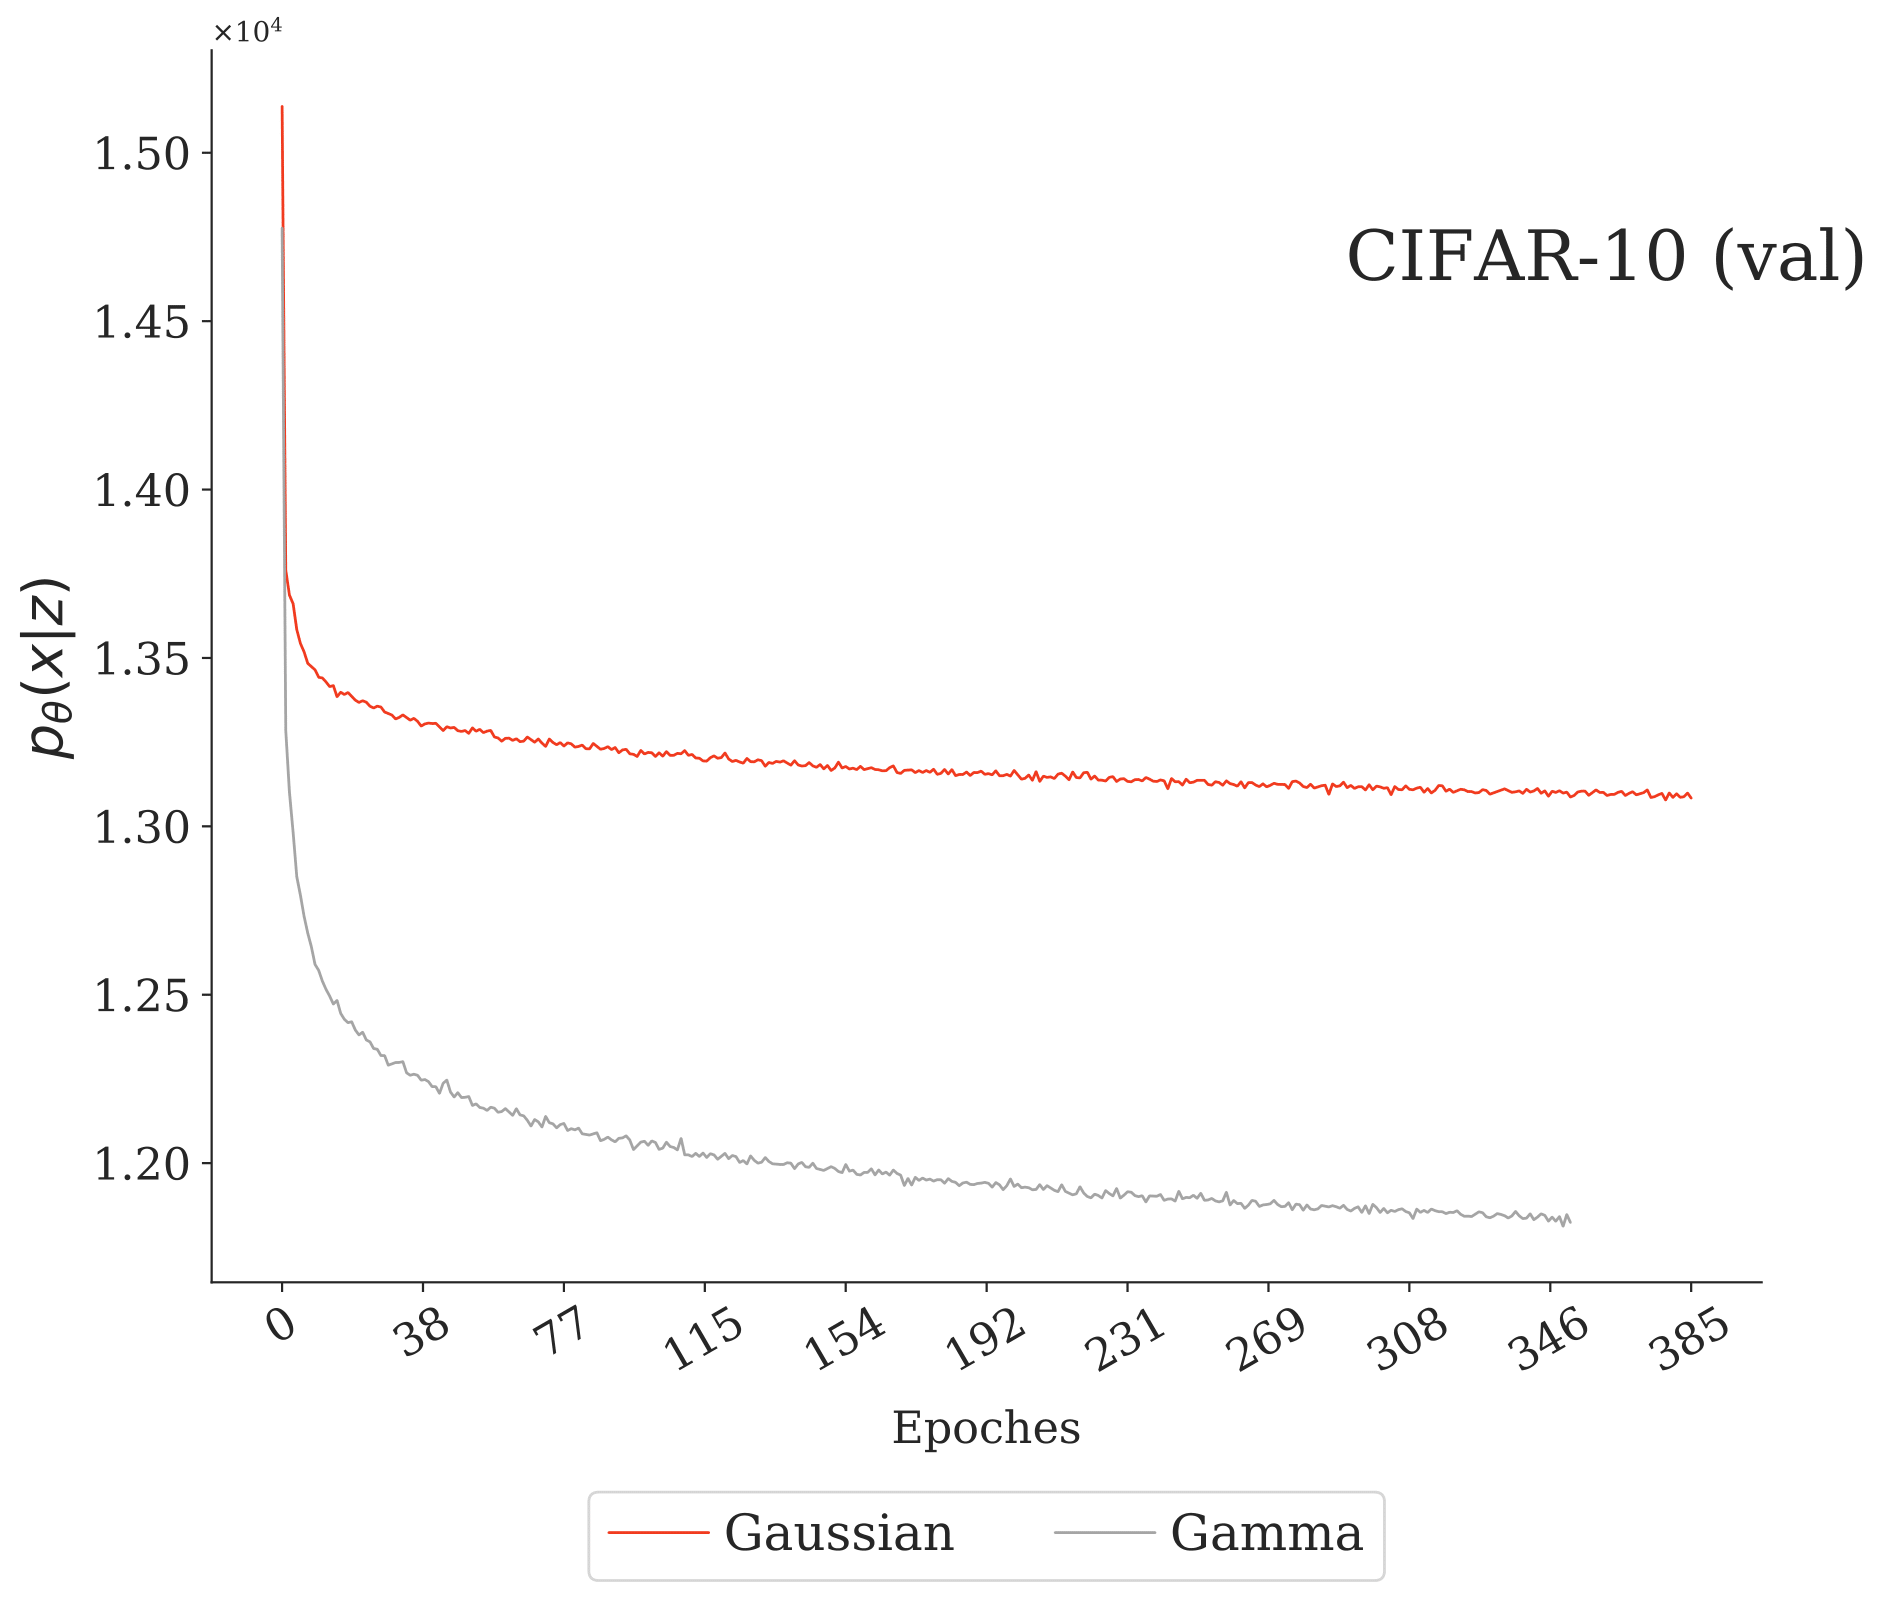 ×10⁴
1.50
CIFAR-10 (val)
1.45
1.40
1.35
1.30
1.25
1.20
pθ(x|z)
0 38 77 115 154 192 231 269 308 346 385
Epoches
Gaussian Gamma